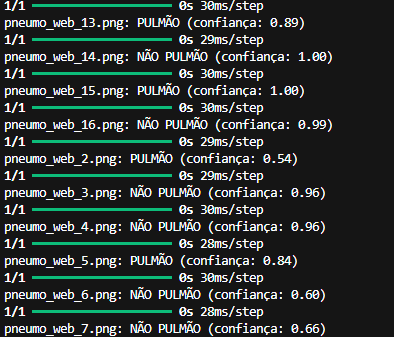 1/1 ━━━━━━━━━━━━━━━━━━━━ 0s 30ms/step
pneumo_web_13.png: PULMÃO (confiança: 0.89)
1/1 ━━━━━━━━━━━━━━━━━━━━ 0s 29ms/step
pneumo_web_14.png: NÃO PULMÃO (confiança: 1.00)
1/1 ━━━━━━━━━━━━━━━━━━━━ 0s 30ms/step
pneumo_web_15.png: PULMÃO (confiança: 1.00)
1/1 ━━━━━━━━━━━━━━━━━━━━ 0s 30ms/step
pneumo_web_16.png: NÃO PULMÃO (confiança: 0.99)
1/1 ━━━━━━━━━━━━━━━━━━━━ 0s 29ms/step
pneumo_web_2.png: PULMÃO (confiança: 0.54)
1/1 ━━━━━━━━━━━━━━━━━━━━ 0s 29ms/step
pneumo_web_3.png: NÃO PULMÃO (confiança: 0.96)
1/1 ━━━━━━━━━━━━━━━━━━━━ 0s 30ms/step
pneumo_web_4.png: NÃO PULMÃO (confiança: 0.96)
1/1 ━━━━━━━━━━━━━━━━━━━━ 0s 28ms/step
pneumo_web_5.png: PULMÃO (confiança: 0.84)
1/1 ━━━━━━━━━━━━━━━━━━━━ 0s 30ms/step
pneumo_web_6.png: NÃO PULMÃO (confiança: 0.60)
1/1 ━━━━━━━━━━━━━━━━━━━━ 0s 28ms/step
pneumo_web_7.png: NÃO PULMÃO (confiança: 0.66)